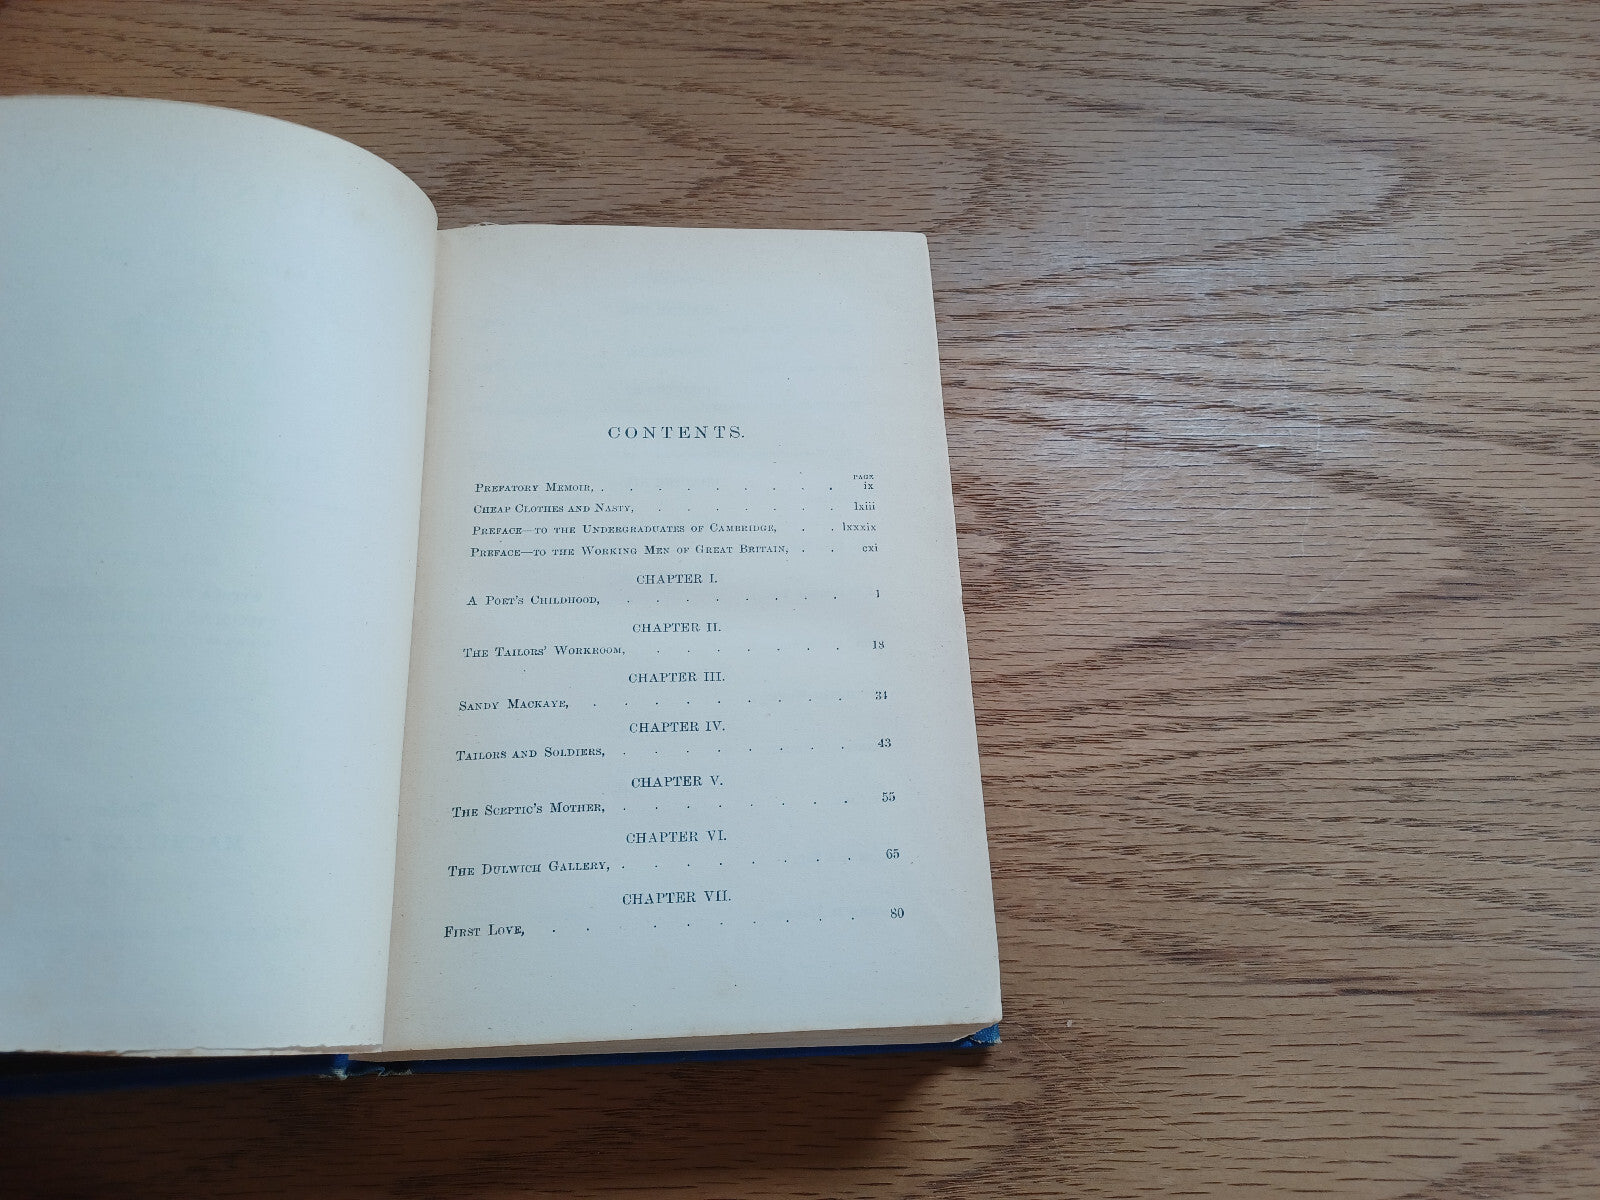 CONTENTS.
PAGE
PREFATORY MEMOIR, . . . . . . . . . ix
CHEAP CLOTHES AND NASTY, . . . . . . . lxiii
PREFACE—TO THE UNDERGRADUATES OF CAMBRIDGE, . . lxxxix
PREFACE—TO THE WORKING MEN OF GREAT BRITAIN, . . cxi
CHAPTER I.
A POET'S CHILDHOOD, . . . . . . . . 1
CHAPTER II.
THE TAILORS' WORKROOM, . . . . . . . 18
CHAPTER III.
SANDY MACKAYE, . . . . . . . . . 34
CHAPTER IV.
TAILORS AND SOLDIERS, . . . . . . . . 43
CHAPTER V.
THE SCEPTIC'S MOTHER, . . . . . . . . 55
CHAPTER VI.
THE DULWICH GALLERY, . . . . . . . . 65
CHAPTER VII.
FIRST LOVE, . . . . . . . . . 80